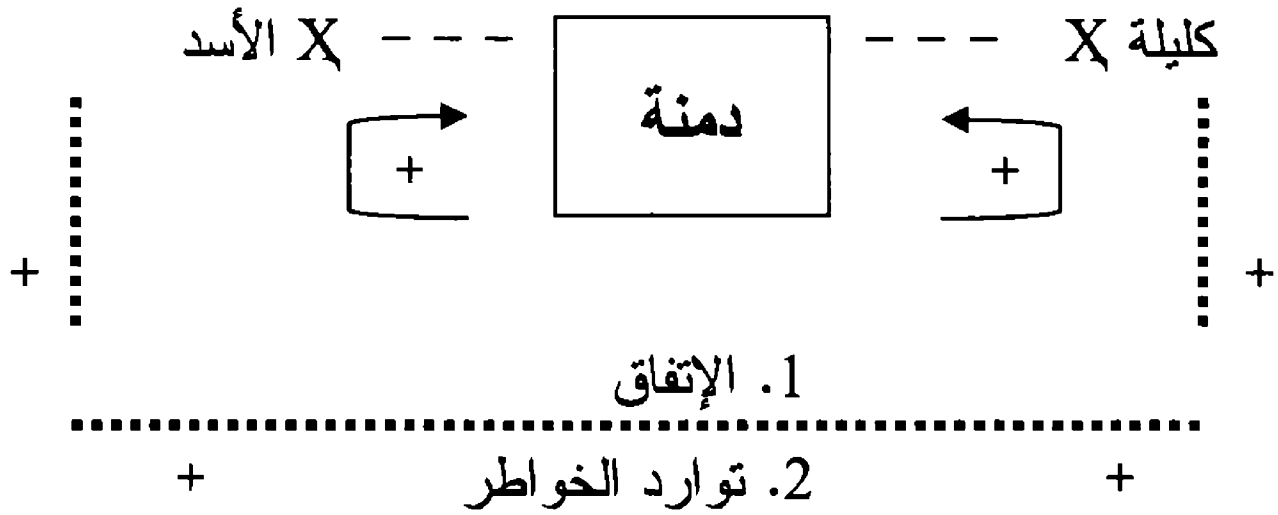 كليلة X - - - دمنة - - - X الأسد
+ +
+ +
1. الإتفاق
2. توارد الخواطر
+ +